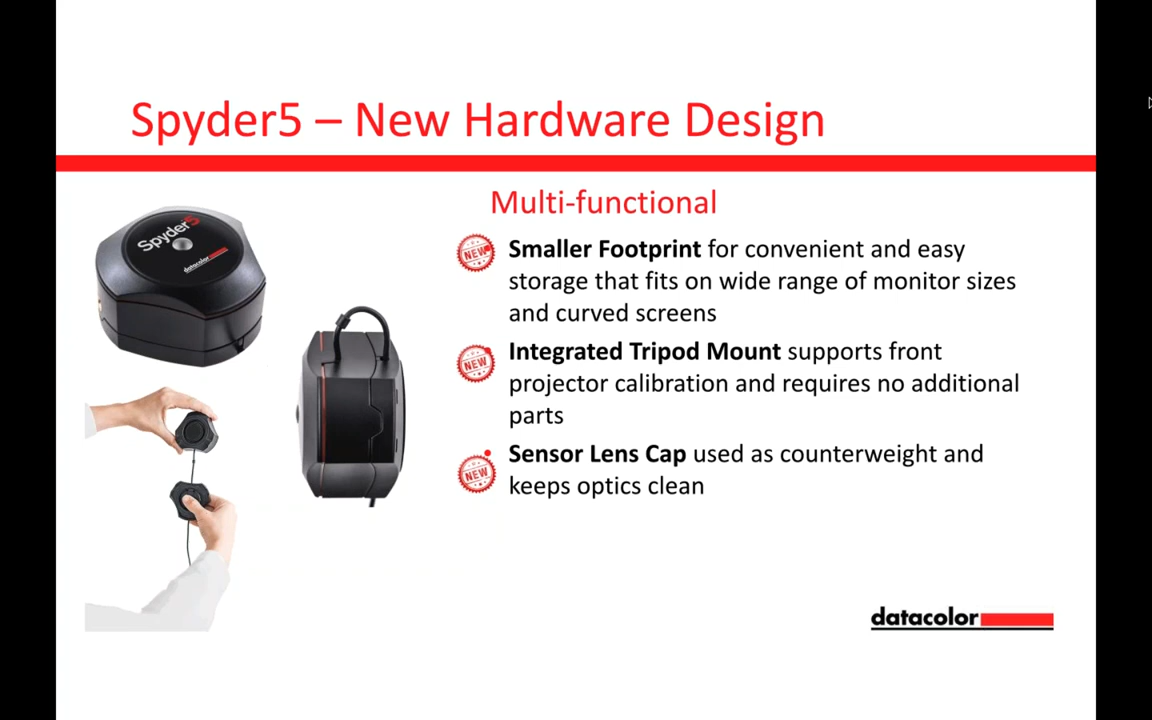 Spyder5 – New Hardware Design
Multi-functional
Spyder5
datacolor
NEW
Smaller Footprint for convenient and easy
storage that fits on wide range of monitor sizes
and curved screens
NEW
Integrated Tripod Mount supports front
projector calibration and requires no additional
parts
NEW
Sensor Lens Cap used as counterweight and
keeps optics clean
datacolor